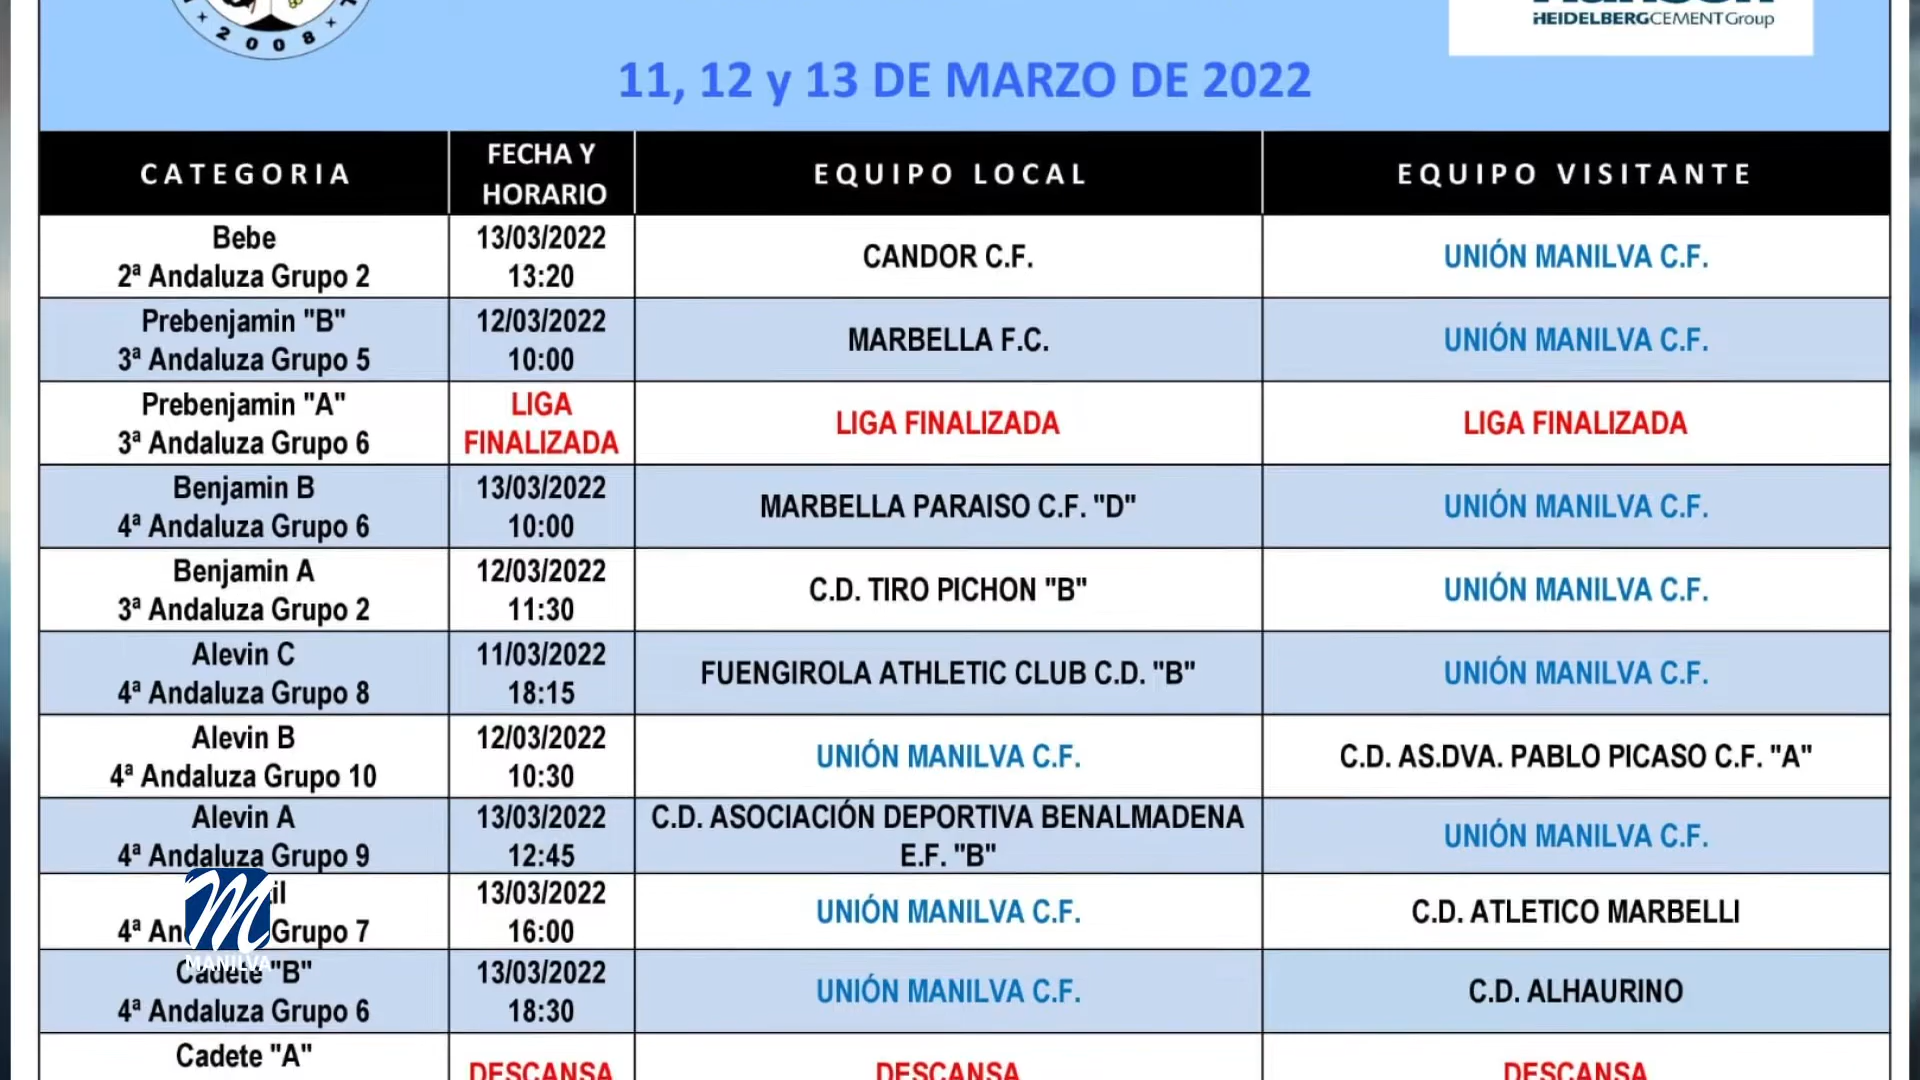 2008
HEIDELBERGCEMENT Group
11, 12 y 13 DE MARZO DE 2022
CATEGORIA
FECHA Y
HORARIO
EQUIPO LOCAL
EQUIPO VISITANTE
Bebe
2ª Andaluza Grupo 2
13/03/2022
13:20
CANDOR C.F.
UNIÓN MANILVA C.F.
Prebenjamin "B"
3ª Andaluza Grupo 5
12/03/2022
10:00
MARBELLA F.C.
UNIÓN MANILVA C.F.
Prebenjamin "A"
3ª Andaluza Grupo 6
LIGA
FINALIZADA
LIGA FINALIZADA
LIGA FINALIZADA
Benjamin B
4ª Andaluza Grupo 6
13/03/2022
10:00
MARBELLA PARAISO C.F. "D"
UNIÓN MANILVA C.F.
Benjamin A
3ª Andaluza Grupo 2
12/03/2022
11:30
C.D. TIRO PICHON "B"
UNIÓN MANILVA C.F.
Alevin C
4ª Andaluza Grupo 8
11/03/2022
18:15
FUENGIROLA ATHLETIC CLUB C.D. "B"
UNIÓN MANILVA C.F.
Alevin B
4ª Andaluza Grupo 10
12/03/2022
10:30
UNIÓN MANILVA C.F.
C.D. AS.DVA. PABLO PICASO C.F. "A"
Alevin A
4ª Andaluza Grupo 9
13/03/2022
12:45
C.D. ASOCIACIÓN DEPORTIVA BENALMADENA
E.F. "B"
UNIÓN MANILVA C.F.
4ª Grupo 7
13/03/2022
16:00
UNIÓN MANILVA C.F.
C.D. ATLETICO MARBELLI
MANILVA
Cadete "B"
4ª Andaluza Grupo 6
13/03/2022
18:30
UNIÓN MANILVA C.F.
C.D. ALHAURINO
Cadete "A"
DESCANSA
DESCANSA
DESCANSA